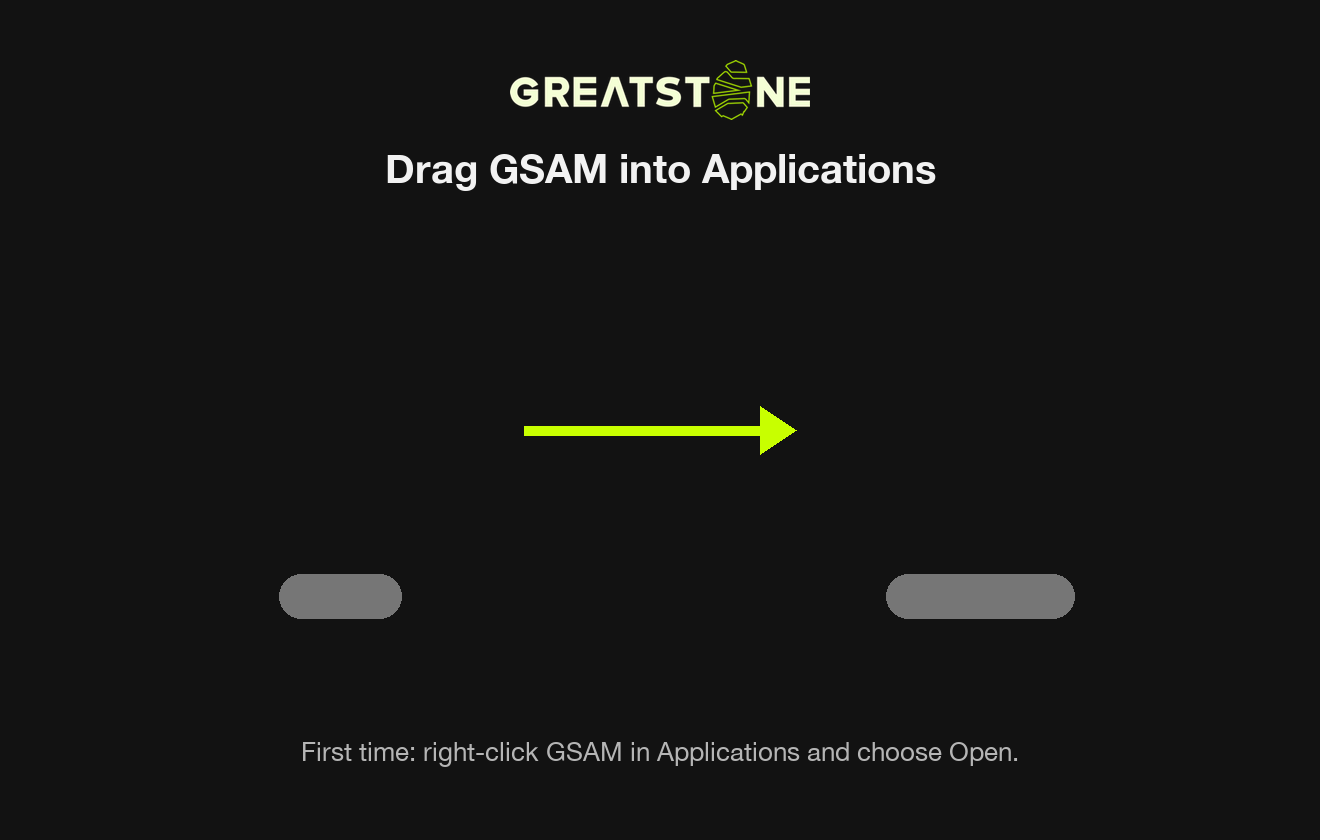 GREATSTONE
Drag GSAM into Applications
First time: right-click GSAM in Applications and choose Open.